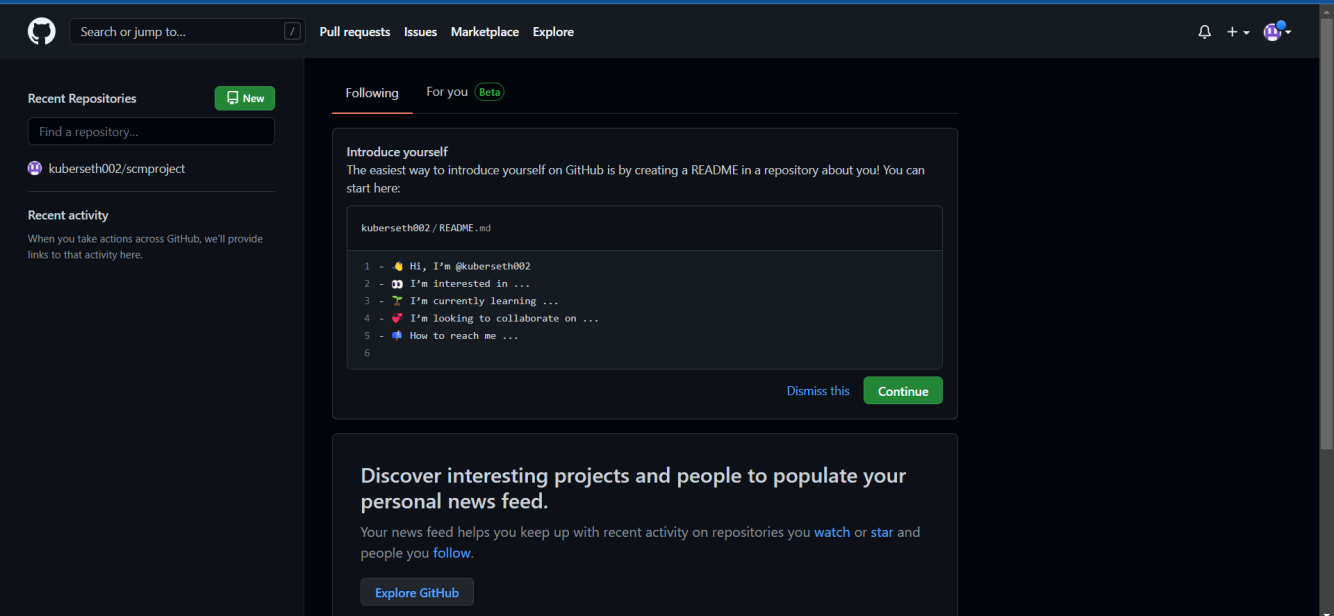 Search or jump to... /
Pull requests Issues Marketplace Explore
Recent Repositories New
Find a repository...
kuberseth002/scmproject
Recent activity
When you take actions across GitHub, we'll provide
links to that activity here.
Following For you Beta
Introduce yourself
The easiest way to introduce yourself on GitHub is by creating a README in a repository about you! You can
start here:
kuberseth002 / README.md
1 - 👋 Hi, I'm @kuberseth002
2 - 👀 I'm interested in ...
3 - 🌱 I'm currently learning ...
4 - 💞️ I'm looking to collaborate on ...
5 - 📫 How to reach me ...
6
Dismiss this Continue
Discover interesting projects and people to populate your
personal news feed.
Your news feed helps you keep up with recent activity on repositories you watch or star and
people you follow.
Explore GitHub